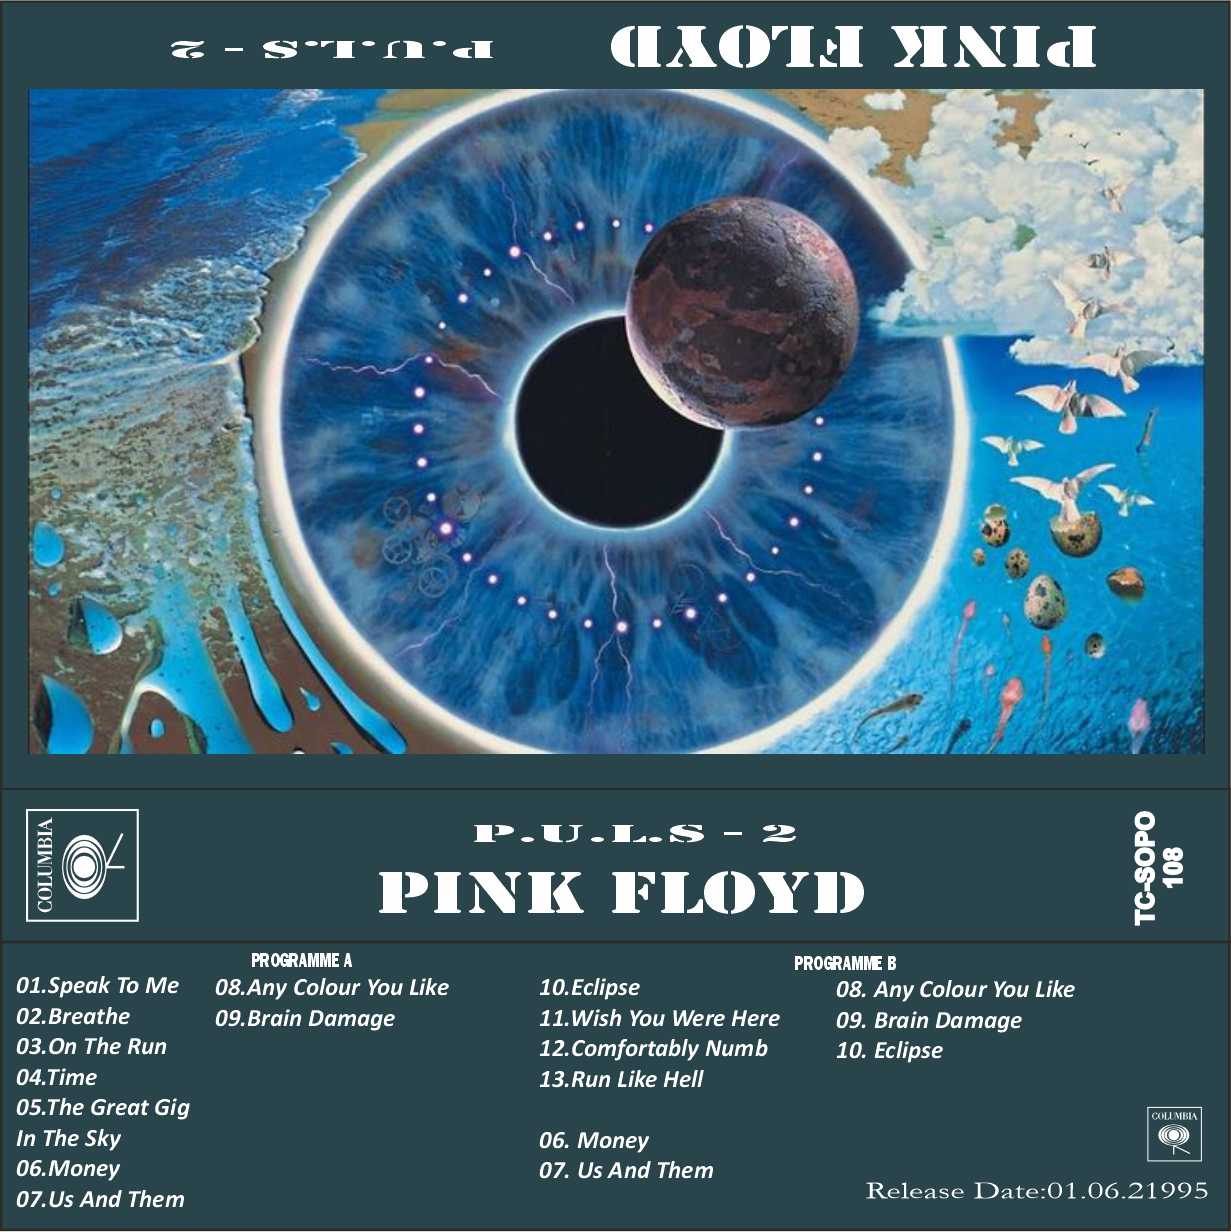 P.U.L.S - 2
PINK FLOYD
COLUMBIA
P.U.L.S - 2
PINK FLOYD
TC-SOPO
108
PROGRAMME A
01.Speak To Me
02.Breathe
03.On The Run
04.Time
05.The Great Gig
In The Sky
06.Money
07.Us And Them
08.Any Colour You Like
09.Brain Damage
PROGRAMME B
10.Eclipse
11.Wish You Were Here
12.Comfortably Numb
13.Run Like Hell
06. Money
07. Us And Them
08. Any Colour You Like
09. Brain Damage
10. Eclipse
COLUMBIA
Release Date:01.06.21995